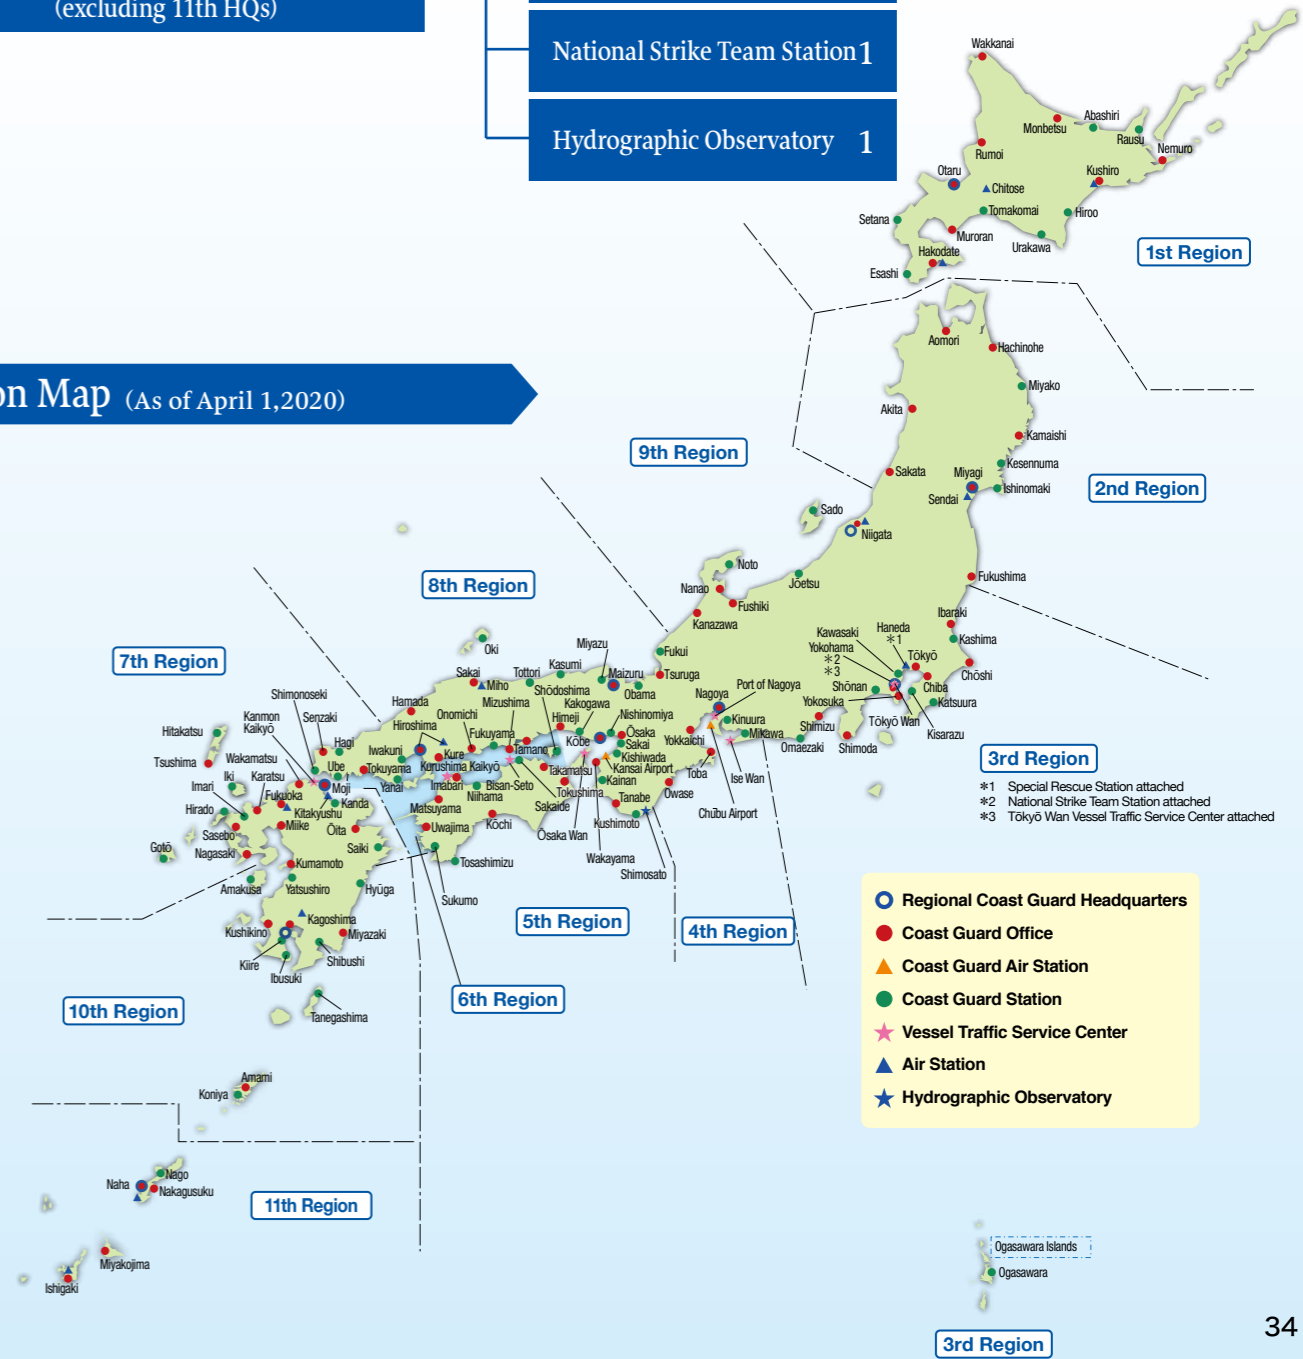 (excluding 11th HQs)
National Strike Team Station 1
Hydrographic Observatory 1
on Map (As of April 1,2020)
Wakkanai
Abashiri
Monbetsu
Rausu
Rumoi
Nemuro
Otaru
Kushiro
Chitose
Setana
Tomakomai
Hiroo
Muroran
Urakawa
Hakodate
1st Region
Esashi
Aomori
Hachinohe
Miyako
Akita
Kamaishi
9th Region
Kesennuma
Sakata
Miyagi
Ishinomaki
2nd Region
Sendai
Sado
Niigata
Noto
Jōetsu
Fukushima
8th Region
Nanao
Fushiki
Kanazawa
Ibaraki
Kawasaki
Haneda
＊1
Kashima
Yokohama
＊2
＊3
Tōkyō
Chōshi
Oki
Miyazu
Fukui
7th Region
Sakai
Miho
Tottori
Kasumi
Maizuru
Obama
Tsuruga
Shōnan
Chiba
Katsuura
Port of Nagoya
Nagoya
Yokosuka
Shimonoseki
Hamada
Mizushima
Shōdoshima
Kakogawa
Kanmon
Kaikyō
Senzaki
Onomichi
Himeji
Nishinomiya
Kinuura
Shimizu
Tōkyō Wan
Kisarazu
Hitakatsu
Hagi
Hiroshima
Fukuyama
Kōbe
Ōsaka
Yokkaichi
Mikawa
Omaezaki
Shimoda
Iwakuni
Kure
Tamano
Sakai
Kishiwada
Tsushima
Wakamatsu
Ube
Tokuyama
Kurushima Kaikyō
Takamatsu
Kansai Airport
Toba
Ise Wan
3rd Region
Imari
Iki
Karatsu
Moji
Yanai
Imabari
Bisan-Seto
Kainan
Owase
＊1 Special Rescue Station attached
＊2 National Strike Team Station attached
＊3 Tōkyō Wan Vessel Traffic Service Center attached
Fukuoka
Kanda
Niihama
Tokushima
Tanabe
Chūbu Airport
Hirado
Kitakyushu
Matsuyama
Sakaide
Kushimoto
Sasebo
Miike
Ōita
Uwajima
Kōchi
Ōsaka Wan
Gotō
Nagasaki
Saiki
Wakayama
Kumamoto
Tosashimizu
Shimosato
Amakusa
Yatsushiro
Hyūga
Sukumo
Kagoshima
Kushikino
Miyazaki
5th Region
4th Region
Kiire
Shibushi
Ibusuki
6th Region
10th Region
Tanegashima
Regional Coast Guard Headquarters
Coast Guard Office
Coast Guard Air Station
Coast Guard Station
Vessel Traffic Service Center
Air Station
Hydrographic Observatory
Amami
Koniya
Nago
Naha
Nakagusuku
11th Region
Miyakojima
Ishigaki
Ogasawara Islands
Ogasawara
3rd Region
34